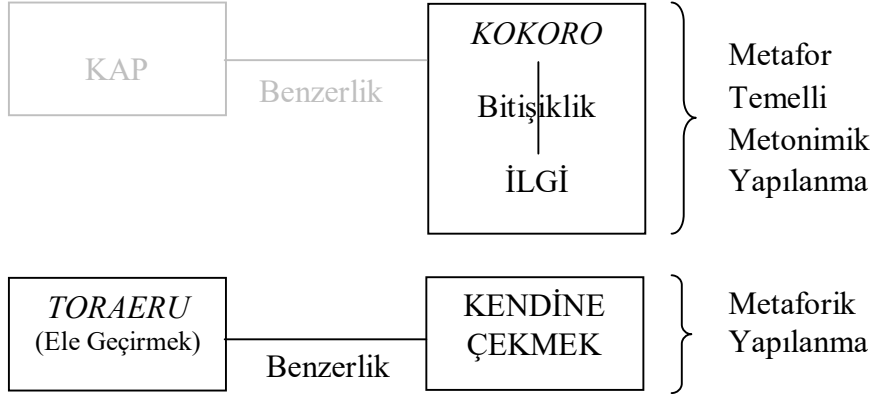 KAP
Benzerlik
KOKORO
Bitişiklik
İLGİ
Metafor
Temelli
Metonimik
Yapılanma
TORAERU
(Ele Geçirmek)
Benzerlik
KENDİNE
ÇEKMEK
Metaforik
Yapılanma